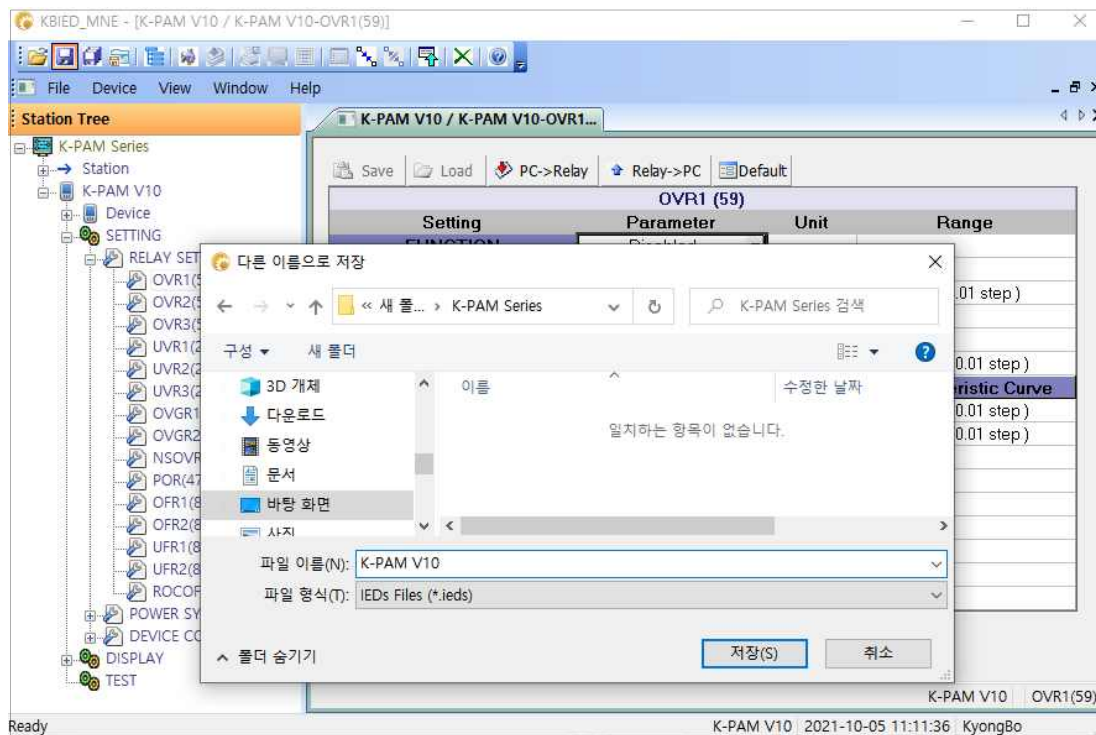 KBIED_MNE - [K-PAM V10 / K-PAM V10-OVR1(59)]
File Device View Window Help
Station Tree
K-PAM Series
Station
K-PAM V10
Device
SETTING
RELAY SET
OVR1(5
OVR2(5
OVR3(5
UVR1(2
UVR2(2
UVR3(2
OVGR1
OVGR2
NSOVR
POR(47
OFR1(8
OFR2(8
UFR1(8
UFR2(8
ROCOF
POWER SY
DEVICE CO
DISPLAY
TEST
K-PAM V10 / K-PAM V10-OVR1...
Save Load PC->Relay Relay->PC Default
OVR1 (59)
Setting Parameter Unit Range
FUNCTION Disabled
.01 step )
0.01 step )
eristic Curve
0.01 step )
0.01 step )
다른 이름으로 저장
« 새 폴... › K-PAM Series
K-PAM Series 검색
구성 새 폴더
3D 개체
다운로드
동영상
문서
바탕 화면
사진
이름 수정한 날짜
일치하는 항목이 없습니다.
파일 이름(N): K-PAM V10
파일 형식(T): IEDs Files (*.ieds)
폴더 숨기기
저장(S) 취소
K-PAM V10 OVR1(59)
Ready K-PAM V10 2021-10-05 11:11:36 KyongBo